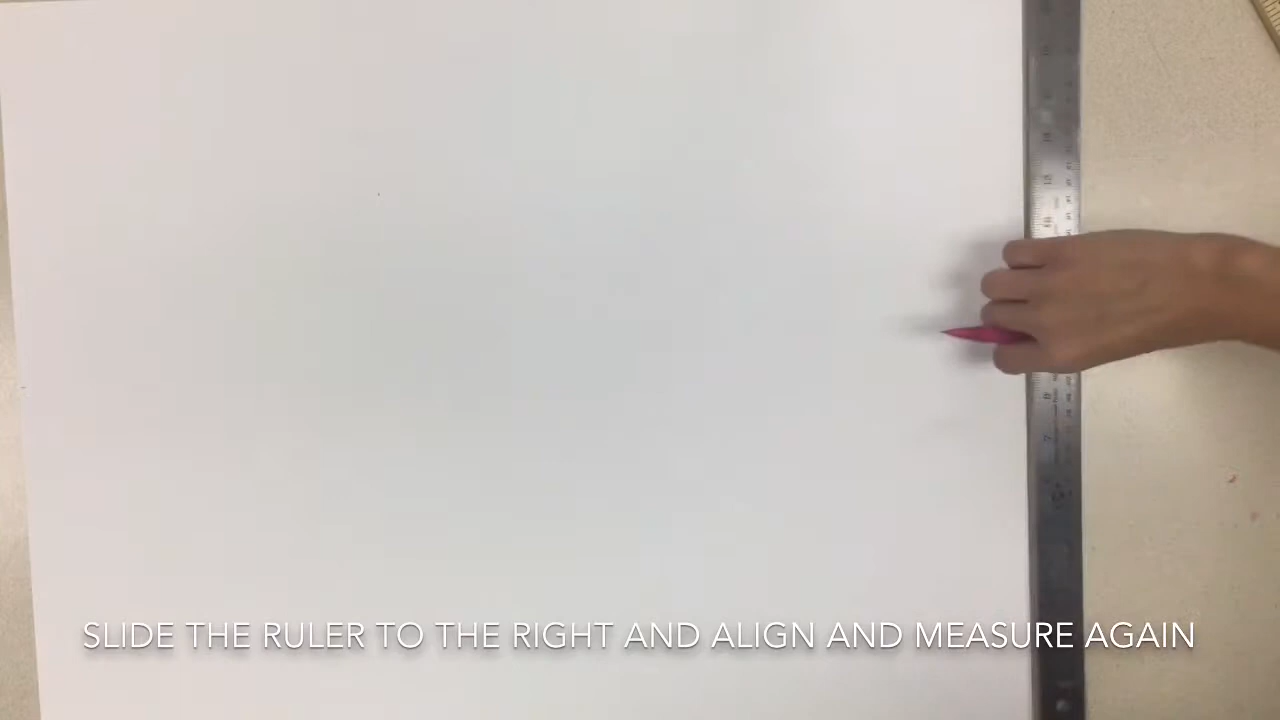 SLIDE THE RULER TO THE RIGHT AND ALIGN AND MEASURE AGAIN